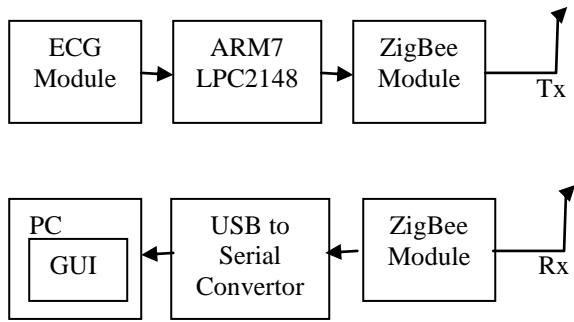 ECG
Module
ARM7
LPC2148
ZigBee
Module
Tx
PC
GUI
USB to
Serial
Convertor
ZigBee
Module
Rx